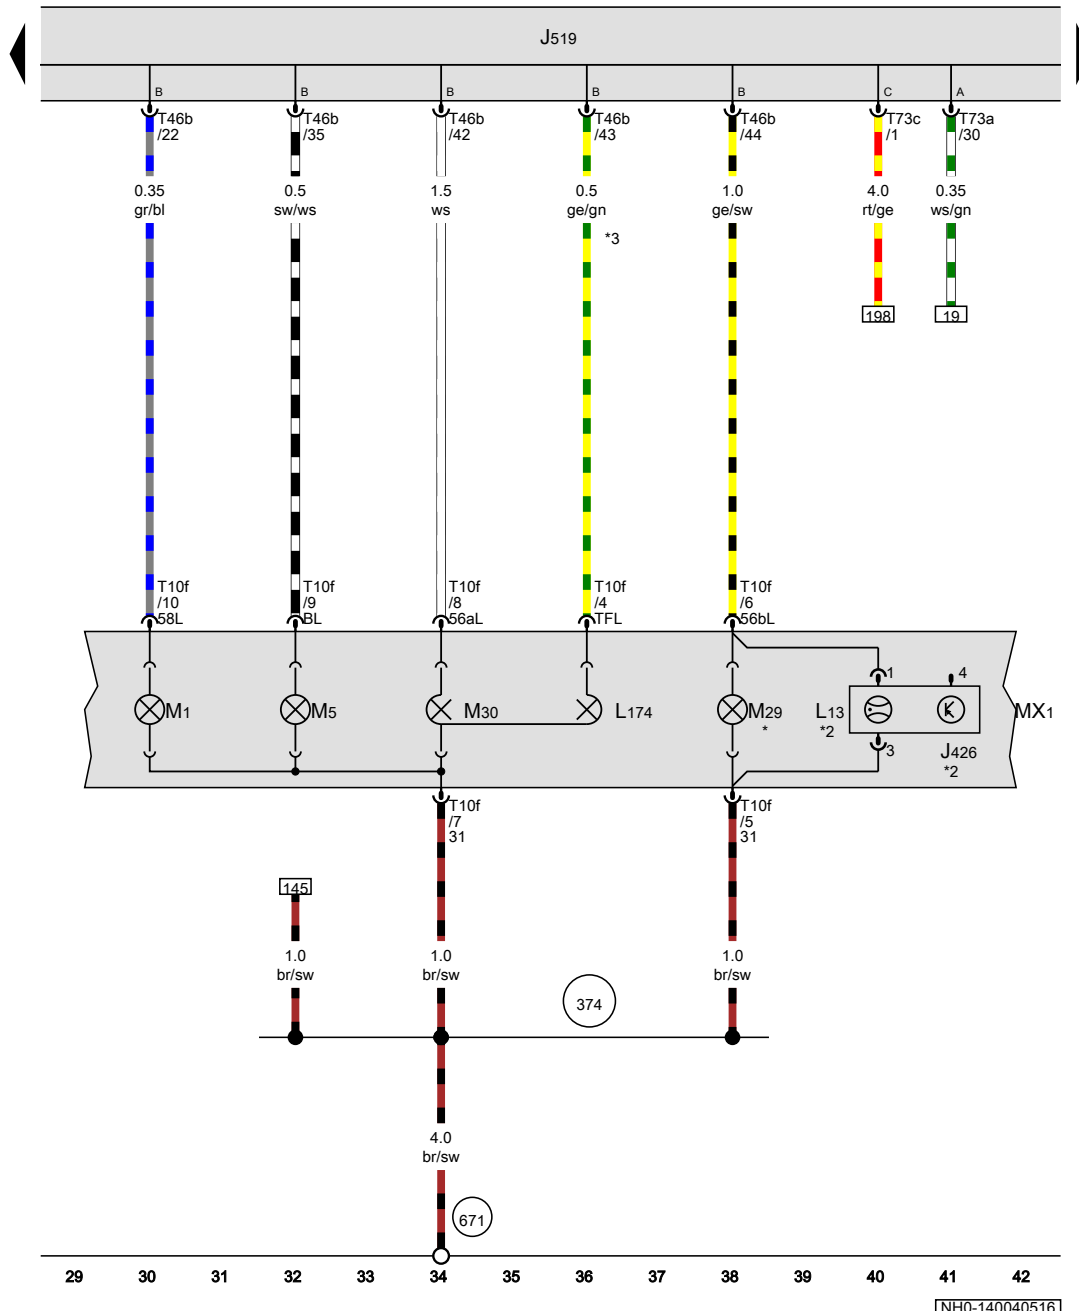 J519
B B B B B C A
T46b T46b T46b T46b T46b T73c T73a
/22 /35 /42 /43 /44 /1 /30
0.35 0.5 1.5 0.5 1.0 4.0 0.35
gr/bl sw/ws ws ge/gn ge/sw rt/ge ws/gn
*3
198 19
T10f T10f T10f T10f T10f
/10 /9 /8 /4 /6
58L BL 56aL TFL 56bL
1 4
M1 M5 M30 L174 M29 L13 MX1
* *2
3 J426
*2
T10f T10f
/7 /5
31 31
145
1.0 1.0 1.0
br/sw br/sw br/sw
374
4.0
br/sw
671
29 30 31 32 33 34 35 36 37 38 39 40 41 42
NH0-140040516